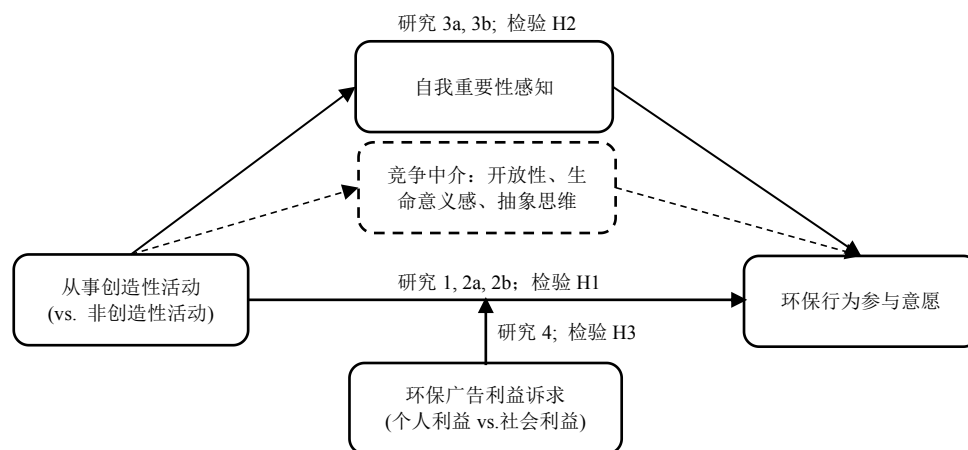 研究 3a, 3b; 检验 H2
自我重要性感知
竞争中介：开放性、生
命意义感、抽象思维
从事创造性活动
(vs. 非创造性活动)
研究 1, 2a, 2b；检验 H1
环保行为参与意愿
研究 4; 检验 H3
环保广告利益诉求
(个人利益 vs.社会利益)